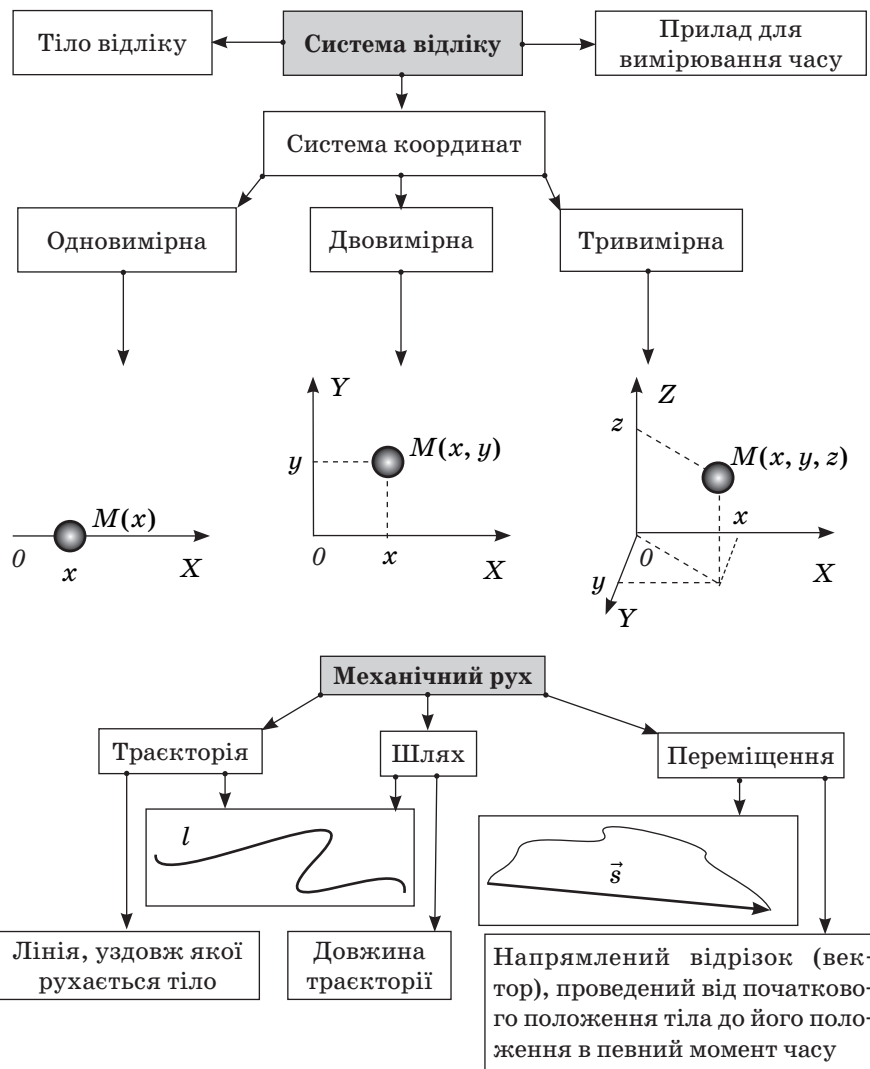 Тіло відліку
Система відліку
Прилад для
вимірювання часу
Система координат
Одновимірна
Двовимірна
Тривимірна
M(x)
0
x
X
Y
y
M(x, y)
0
x
X
Z
z
M(x, y, z)
x
0
X
y
Y
Механічний рух
Траєкторія
Шлях
Переміщення
l
s⃗
Лінія, уздовж якої
рухається тіло
Довжина
траєкторії
Напрямлений відрізок (век-
тор), проведений від початково-
го положення тіла до його поло-
ження в певний момент часу